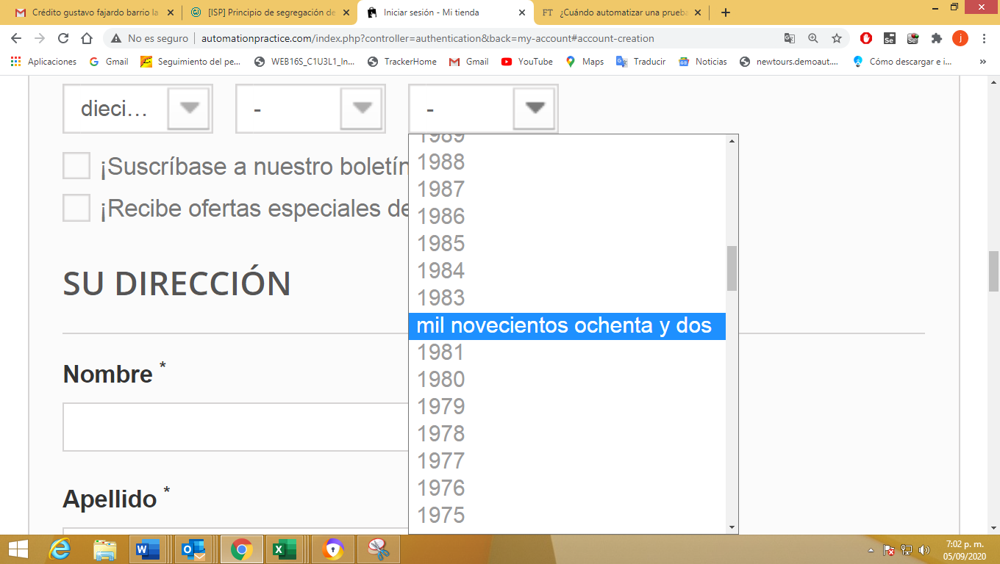 Crédito gustavo fajardo barrio la
[ISP] Principio de segregación de
Iniciar sesión - Mi tienda
FT ¿Cuándo automatizar una prueba
No es seguro | automationpractice.com/index.php?controller=authentication&back=my-account#account-creation
j
Aplicaciones
Gmail
Seguimiento del pe...
WEB16S_C1U3L1_In...
TrackerHome
Gmail
YouTube
Maps
Traducir
Noticias
newtours.demoaut....
Cómo descargar e i...
»
dieci...
-
-
¡Suscríbase a nuestro boletín
¡Recibe ofertas especiales de
1989
1988
1987
1986
1985
1984
1983
mil novecientos ochenta y dos
1981
1980
1979
1978
1977
1976
1975
SU DIRECCIÓN
Nombre *
Apellido *
7:02 p. m.
05/09/2020